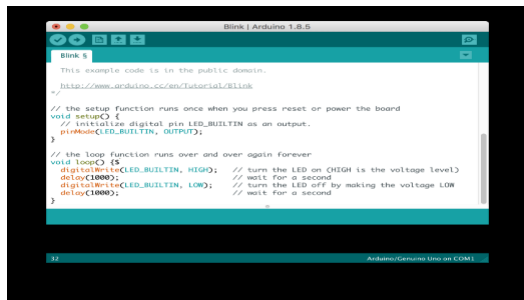 Blink | Arduino 1.8.5
Blink §
This example code is in the public domain.
http://www.arduino.cc/en/Tutorial/Blink
*/
// the setup function runs once when you press reset or power the board
void setup() {
// initialize digital pin LED_BUILTIN as an output.
pinMode(LED_BUILTIN, OUTPUT);
}
// the loop function runs over and over again forever
void loop() {$
digitalWrite(LED_BUILTIN, HIGH); // turn the LED on (HIGH is the voltage level)
delay(1000); // wait for a second
digitalWrite(LED_BUILTIN, LOW); // turn the LED off by making the voltage LOW
delay(1000); // wait for a second
}
32 Arduino/Genuino Uno on COM1